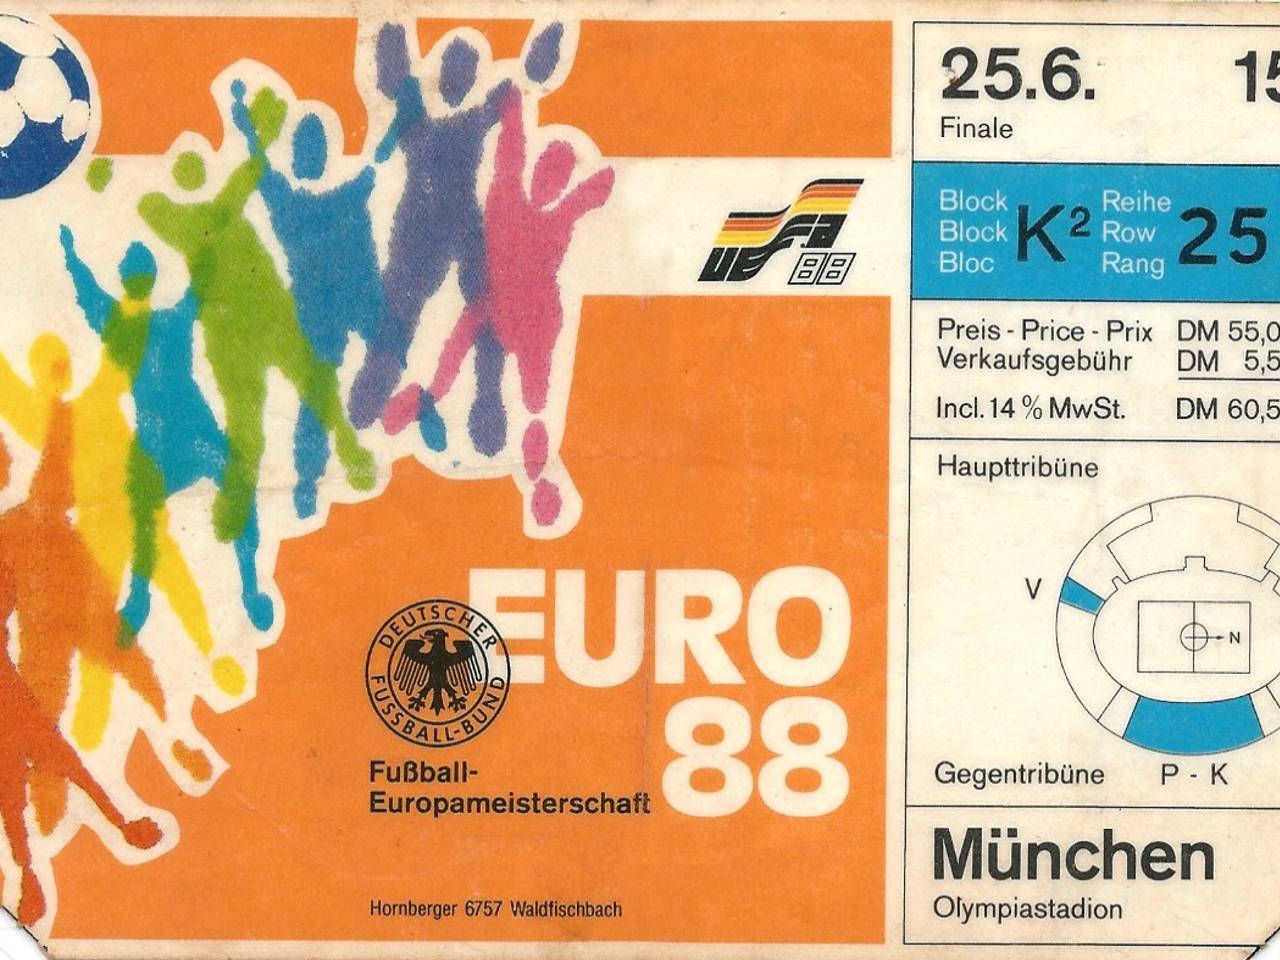 25.6. 15
Finale
Block
Block
Bloc
K²
Reihe
Row
Rang
25
UEFA
88
Preis - Price - Prix DM 55,0
Verkaufsgebühr DM 5,5
Incl. 14 % MwSt. DM 60,5
Haupttribüne
V
N
Gegentribüne P - K
München
Olympiastadion
EURO
88
DEUTSCHER
FUSSBALL-BUND
Fußball-
Europameisterschaft
Hornberger 6757 Waldfischbach